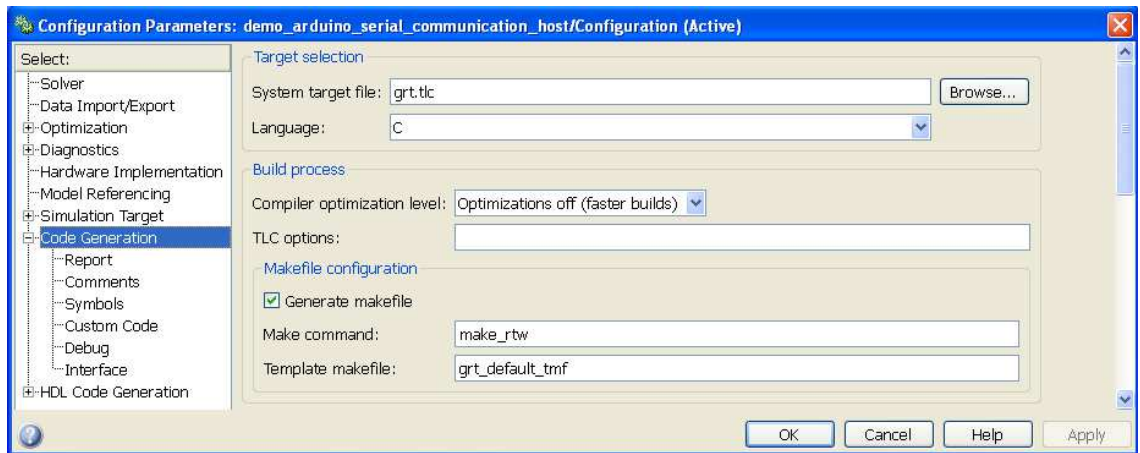 Configuration Parameters: demo_arduino_serial_communication_host/Configuration (Active)
Select:
Solver
Data Import/Export
Optimization
Diagnostics
Hardware Implementation
Model Referencing
Simulation Target
Code Generation
Report
Comments
Symbols
Custom Code
Debug
Interface
HDL Code Generation
Target selection
System target file: grt.tlc Browse...
Language: C
Build process
Compiler optimization level: Optimizations off (faster builds)
TLC options:
Makefile configuration
Generate makefile
Make command: make_rtw
Template makefile: grt_default_tmf
OK Cancel Help Apply